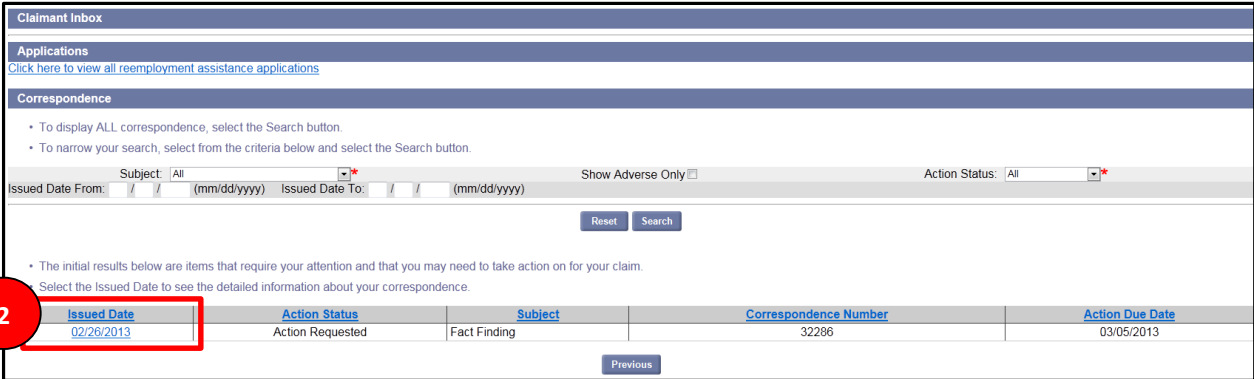 Claimant Inbox
Applications
Click here to view all reemployment assistance applications
Correspondence
• To display ALL correspondence, select the Search button.
• To narrow your search, select from the criteria below and select the Search button.
Subject: All * Show Adverse Only Action Status: All *
Issued Date From: / / (mm/dd/yyyy) Issued Date To: / / (mm/dd/yyyy)
Reset Search
• The initial results below are items that require your attention and that you may need to take action on for your claim.
• Select the Issued Date to see the detailed information about your correspondence.
2
Issued Date Action Status Subject Correspondence Number Action Due Date
02/26/2013 Action Requested Fact Finding 32286 03/05/2013
Previous